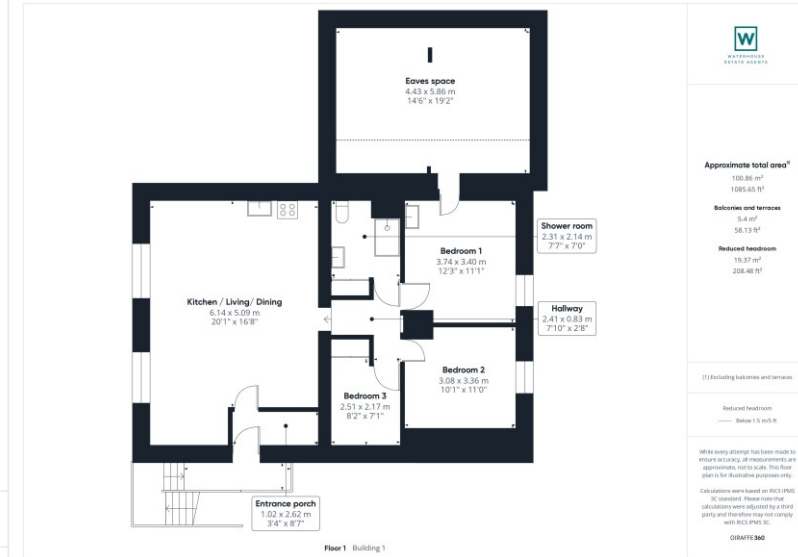 Eaves space
4.43 x 5.86 m
14'6" x 19'2"
Shower room
2.31 x 2.14 m
7'7" x 7'0"
Bedroom 1
3.74 x 3.40 m
12'3" x 11'1"
Kitchen / Living/ Dining
6.14 x 5.09 m
20'1" x 16'8"
Hallway
2.41 x 0.83 m
7'10" x 2'8"
Bedroom 2
3.08 x 3.36 m
10'1" x 11'0"
Bedroom 3
2.51 x 2.17 m
8'2" x 7'1"
Entrance porch
1.02 x 2.62 m
3'4" x 8'7"
Floor 1 Building 1
W
WATERHOUSE
ESTATE AGENTS
Approximate total area(1)
100.86 m²
1085.65 ft²
Balconies and terraces
5.4 m²
58.13 ft²
Reduced headroom
19.37 m²
208.48 ft²
(1) Excluding balconies and terraces
Reduced headroom
Below 1.5 m/5 ft
While every attempt has been made to
ensure accuracy, all measurements are
approximate, not to scale. This floor
plan is for illustrative purposes only.
Calculations were based on RICS IPMS
3C standard. Please note that
calculations were adjusted by a third
party and therefore may not comply
with RICS IPMS 3C.
GIRAFFE360